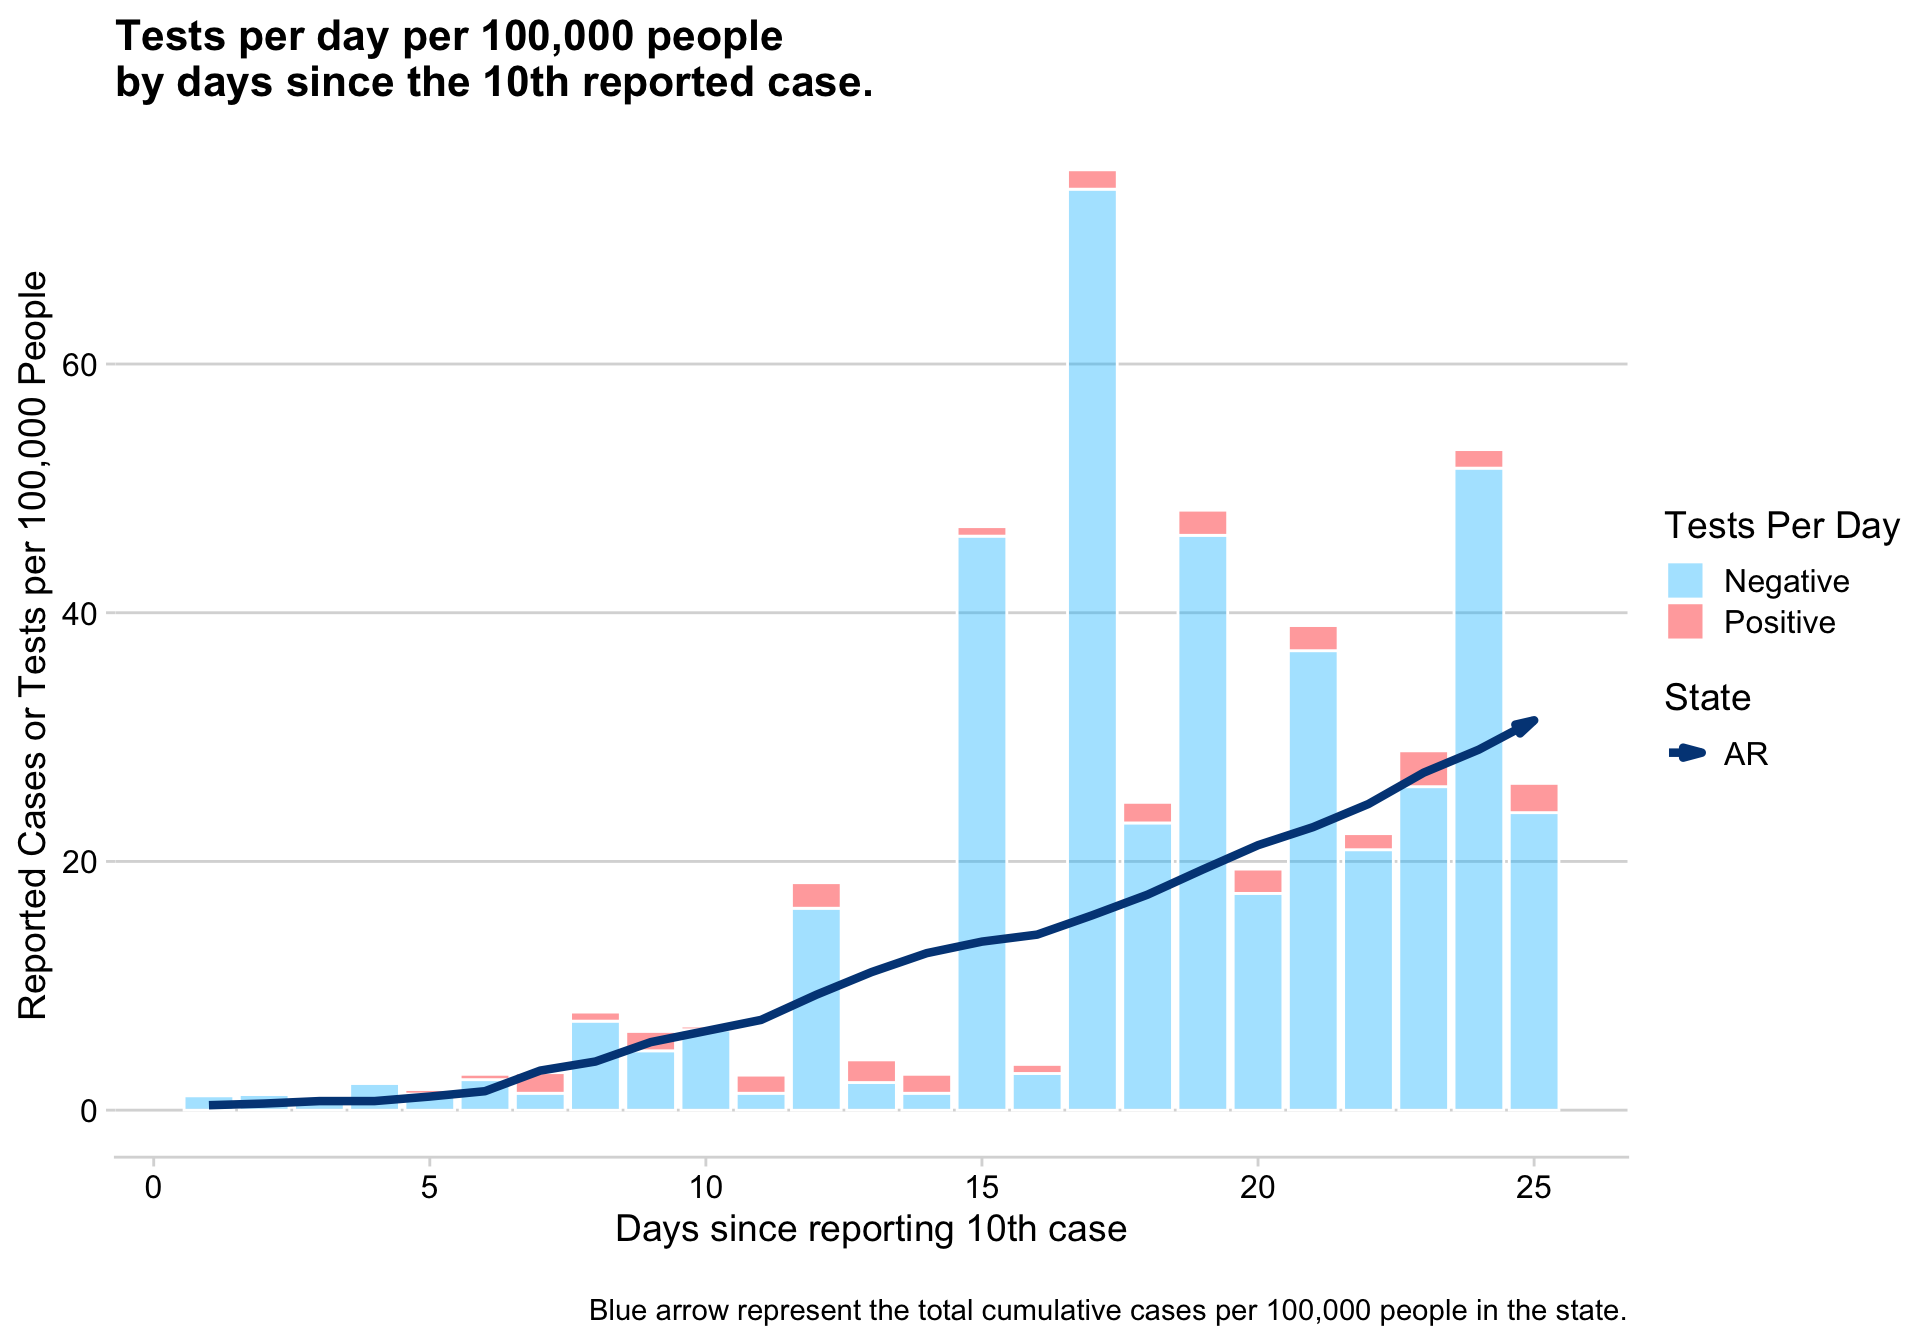 Tests per day per 100,000 people
by days since the 10th reported case.
Reported Cases or Tests per 100,000 People
60
40
20
0
0 5 10 15 20 25
Days since reporting 10th case
Tests Per Day
Negative
Positive
State
AR
Blue arrow represent the total cumulative cases per 100,000 people in the state.